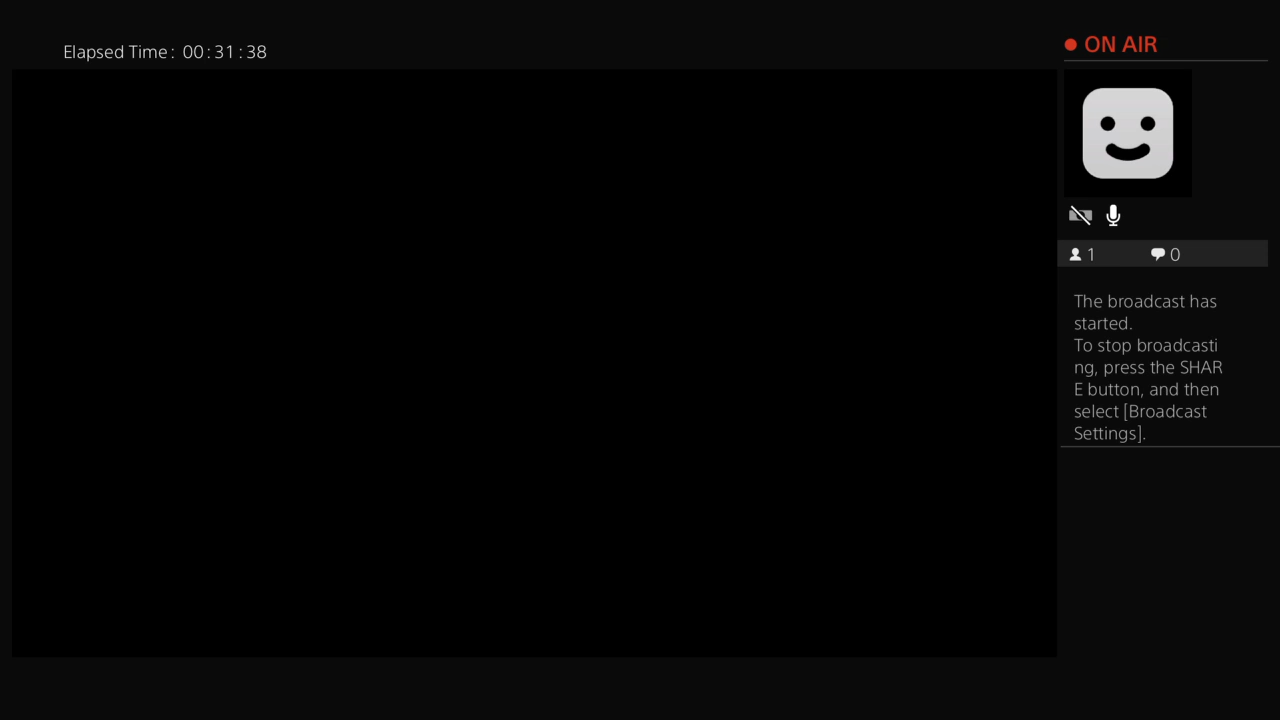 Elapsed Time: 00:31:38
ON AIR
1 0
The broadcast has
started.
To stop broadcasti
ng, press the SHAR
E button, and then
select [Broadcast
Settings].